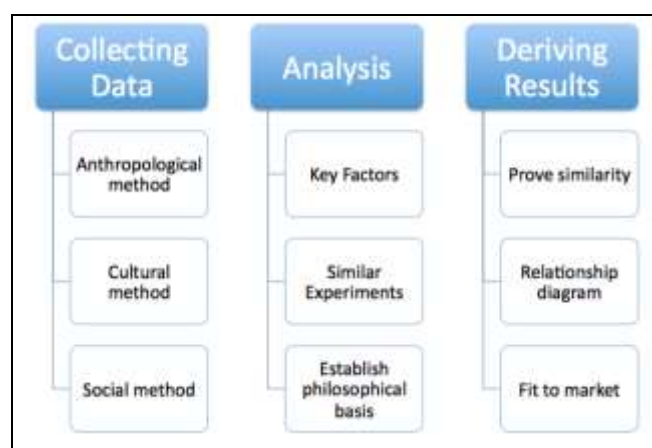 Collecting
Data
Anthropological
method
Cultural
method
Social method
Analysis
Key Factors
Similar
Experiments
Establish
philosophical
basis
Deriving
Results
Prove similarity
Relationship
diagram
Fit to market